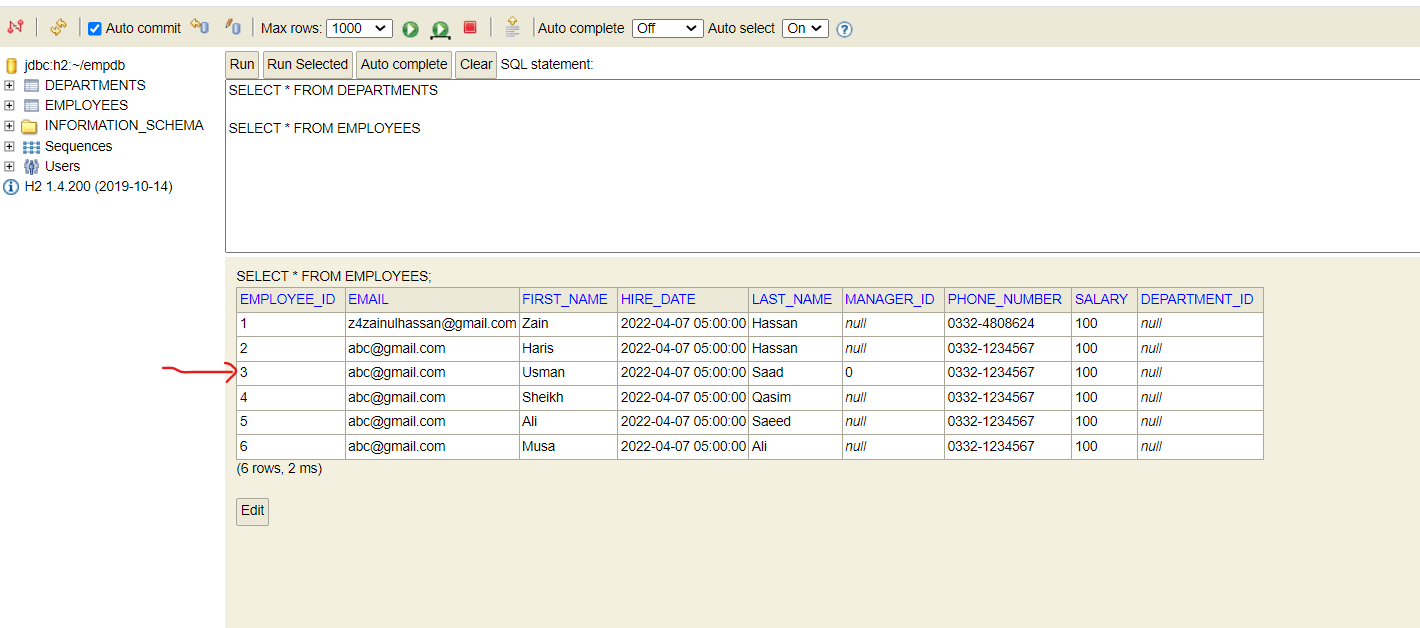 Auto commit Max rows: 1000 Auto complete Off Auto select On
jdbc:h2:~/empdb
DEPARTMENTS
EMPLOYEES
INFORMATION_SCHEMA
Sequences
Users
H2 1.4.200 (2019-10-14)
Run Run Selected Auto complete Clear SQL statement:
SELECT * FROM DEPARTMENTS
SELECT * FROM EMPLOYEES
SELECT * FROM EMPLOYEES;
EMPLOYEE_ID EMAIL FIRST_NAME HIRE_DATE LAST_NAME MANAGER_ID PHONE_NUMBER SALARY DEPARTMENT_ID
1 z4zainulhassan@gmail.com Zain 2022-04-07 05:00:00 Hassan null 0332-4808624 100 null
2 abc@gmail.com Haris 2022-04-07 05:00:00 Hassan null 0332-1234567 100 null
3 abc@gmail.com Usman 2022-04-07 05:00:00 Saad 0 0332-1234567 100 null
4 abc@gmail.com Sheikh 2022-04-07 05:00:00 Qasim null 0332-1234567 100 null
5 abc@gmail.com Ali 2022-04-07 05:00:00 Saeed null 0332-1234567 100 null
6 abc@gmail.com Musa 2022-04-07 05:00:00 Ali null 0332-1234567 100 null
(6 rows, 2 ms)
Edit